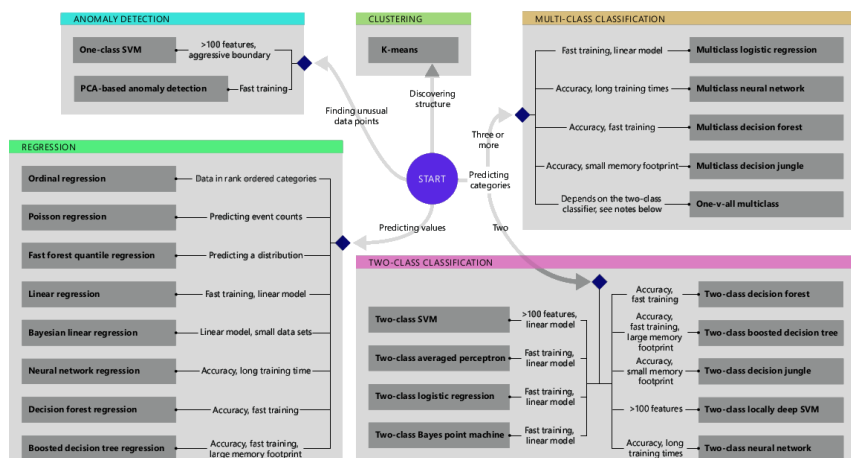 ANOMALY DETECTION
One-class SVM
>100 features,
aggressive boundary
PCA-based anomaly detection
Fast training
CLUSTERING
K-means
MULTI-CLASS CLASSIFICATION
Fast training, linear model
Multiclass logistic regression
Accuracy, long training times
Multiclass neural network
Accuracy, fast training
Multiclass decision forest
Accuracy, small memory footprint
Multiclass decision jungle
Depends on the two-class
classifier, see notes below
One-v-all multiclass
Finding unusual
data points
Discovering
structure
Three or
more
START
Predicting
categories
Predicting values
Two
REGRESSION
Ordinal regression
Data in rank ordered categories
Poisson regression
Predicting event counts
Fast forest quantile regression
Predicting a distribution
Linear regression
Fast training, linear model
Bayesian linear regression
Linear model, small data sets
Neural network regression
Accuracy, long training time
Decision forest regression
Accuracy, fast training
Boosted decision tree regression
Accuracy, fast training,
large memory footprint
TWO-CLASS CLASSIFICATION
Two-class SVM
>100 features,
linear model
Two-class averaged perceptron
Fast training,
linear model
Two-class logistic regression
Fast training,
linear model
Two-class Bayes point machine
Fast training,
linear model
Accuracy,
fast training
Two-class decision forest
Accuracy,
fast training,
large memory
footprint
Two-class boosted decision tree
Accuracy,
small memory
footprint
Two-class decision jungle
>100 features
Two-class locally deep SVM
Accuracy, long
training times
Two-class neural network